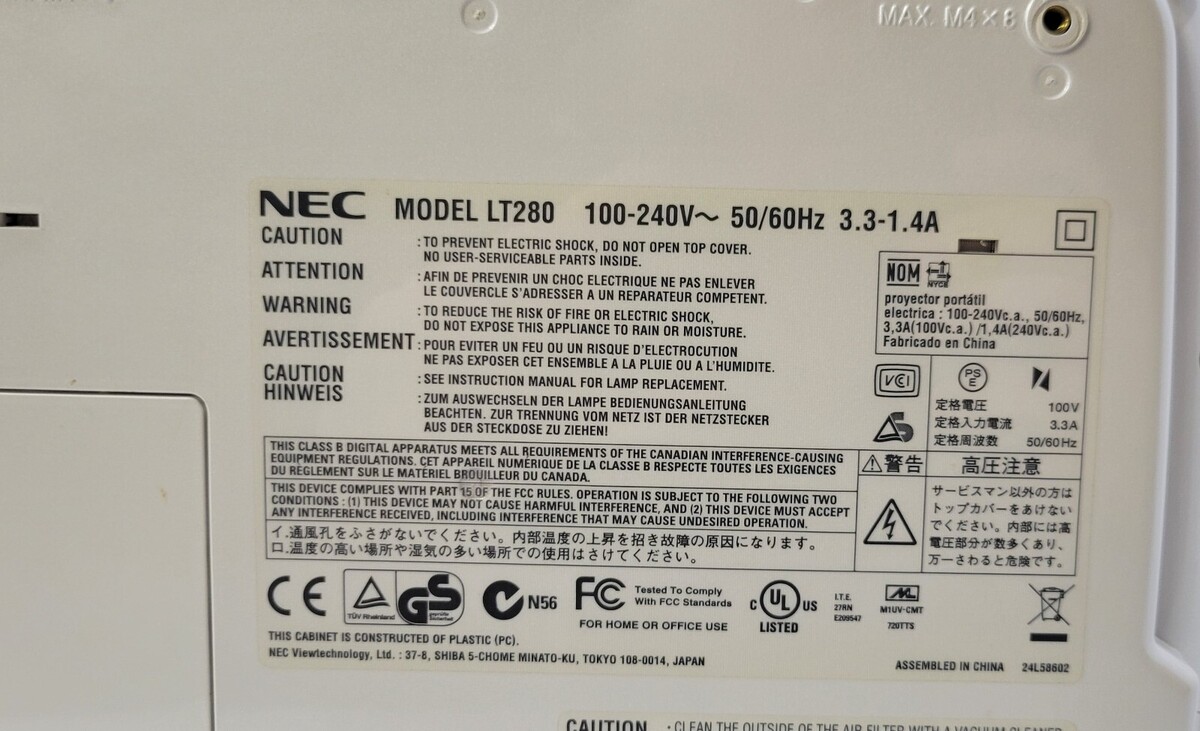 MAX. M4×8
NEC MODEL LT280 100-240V～ 50/60Hz 3.3-1.4A
CAUTION : TO PREVENT ELECTRIC SHOCK, DO NOT OPEN TOP COVER.
NO USER-SERVICEABLE PARTS INSIDE.
ATTENTION : AFIN DE PREVENIR UN CHOC ELECTRIQUE NE PAS ENLEVER
LE COUVERCLE S'ADRESSER A UN REPARATEUR COMPETENT.
WARNING : TO REDUCE THE RISK OF FIRE OR ELECTRIC SHOCK,
DO NOT EXPOSE THIS APPLIANCE TO RAIN OR MOISTURE.
AVERTISSEMENT : POUR EVITER UN FEU OU UN RISQUE D'ELECTROCUTION
NE PAS EXPOSER CET ENSEMBLE A LA PLUIE OU A L'HUMIDITE.
CAUTION : SEE INSTRUCTION MANUAL FOR LAMP REPLACEMENT.
HINWEIS : ZUM AUSWECHSELN DER LAMPE BEDIENUNGSANLEITUNG
BEACHTEN. ZUR TRENNUNG VOM NETZ IST DER NETZSTECKER
AUS DER STECKDOSE ZU ZIEHEN!
NOM NYCE
proyector portátil
electrica : 100-240Vc.a., 50/60Hz,
3,3A(100Vc.a.) /1,4A(240Vc.a.)
Fabricado en China
VCI
PS
E
定格電圧 100V
定格入力電流 3.3A
定格周波数 50/60Hz
THIS CLASS B DIGITAL APPARATUS MEETS ALL REQUIREMENTS OF THE CANADIAN INTERFERENCE-CAUSING
EQUIPMENT REGULATIONS. CET APPAREIL NUMÉRIQUE DE LA CLASSE B RESPECTE TOUTES LES EXIGENCES
DU RÈGLEMENT SUR LE MATÉRIEL BROUILLEUR DU CANADA.
THIS DEVICE COMPLIES WITH PART 15 OF THE FCC RULES. OPERATION IS SUBJECT TO THE FOLLOWING TWO
CONDITIONS : (1) THIS DEVICE MAY NOT CAUSE HARMFUL INTERFERENCE, AND (2) THIS DEVICE MUST ACCEPT
ANY INTERFERENCE RECEIVED, INCLUDING INTERFERENCE THAT MAY CAUSE UNDESIRED OPERATION.
イ.通風孔をふさがないでください。内部温度の上昇を招き故障の原因になります。
ロ.温度の高い場所や湿気の多い場所での使用はさけてください。
警告 高圧注意
サービスマン以外の方は
トップカバーをあけない
でください。内部には高
電圧部分が数多くあり、
万一さわると危険です。
CE TÜV Rheinland GS geprüfte Sicherheit N56 FC Tested To Comply
With FCC Standards
FOR HOME OR OFFICE USE
C UL US
LISTED
I.T.E.
27RN
E209547
M1UV-CMT
720TTS
THIS CABINET IS CONSTRUCTED OF PLASTIC (PC).
NEC Viewtechnology, Ltd. : 37-8, SHIBA 5-CHOME MINATO-KU, TOKYO 108-0014, JAPAN
ASSEMBLED IN CHINA 24L58602
CAUTION : CLEAN THE OUTSIDE OF THE AIR FILTER WITH A VACUUM CLEANER